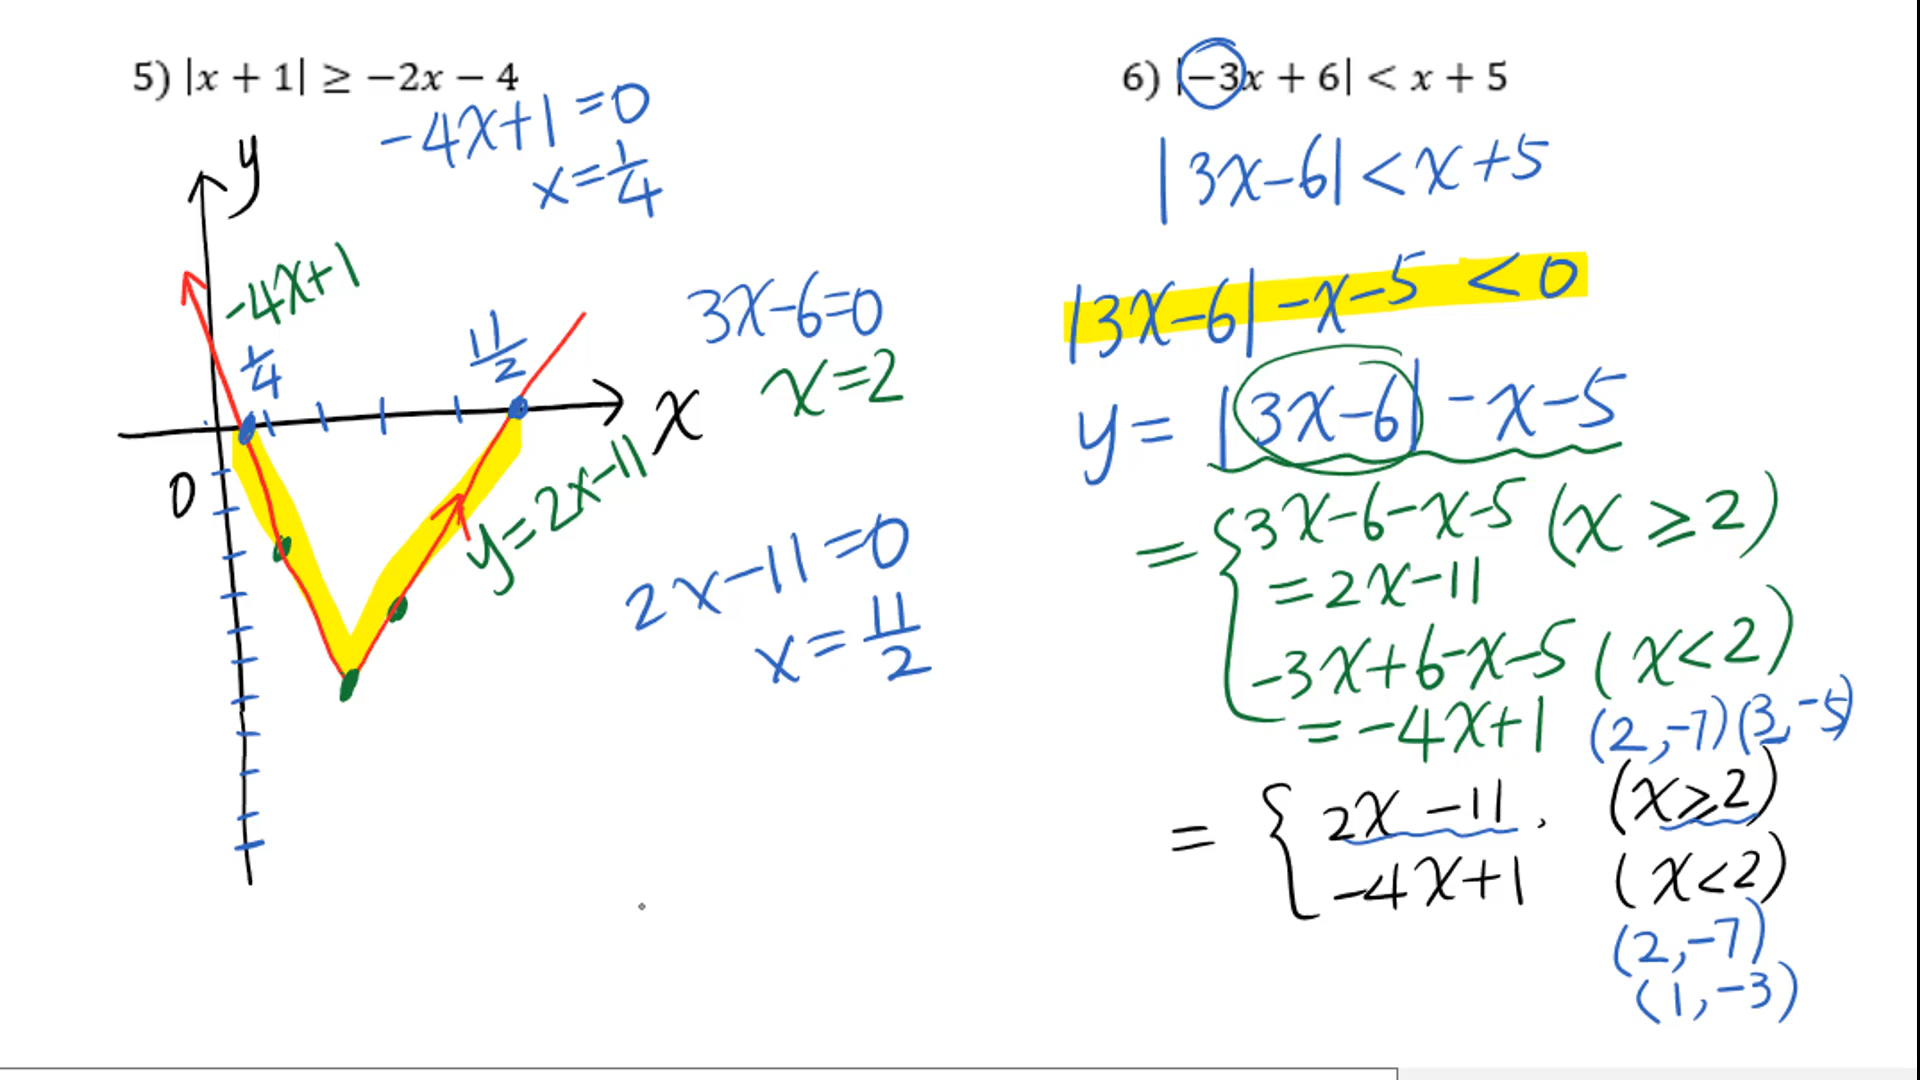 5) |x + 1| ≥ −2x − 4
-4x+1=0
x=1/4
y
-4x+1
1/4
11/2
x
0
y=2x-11
3x-6=0
x=2
2x-11=0
x=11/2
6) |−3x + 6| < x + 5
|3x-6|<x+5
|3x-6|-x-5 <0
y=|3x-6|-x-5
={3x-6-x-5 (x≥2)
=2x-11
-3x+6-x-5 (x<2)
=-4x+1 (2,-7)(3,-5)
={ 2x-11. (x≥2)
-4x+1 (x<2)
(2,-7)
(1,-3)